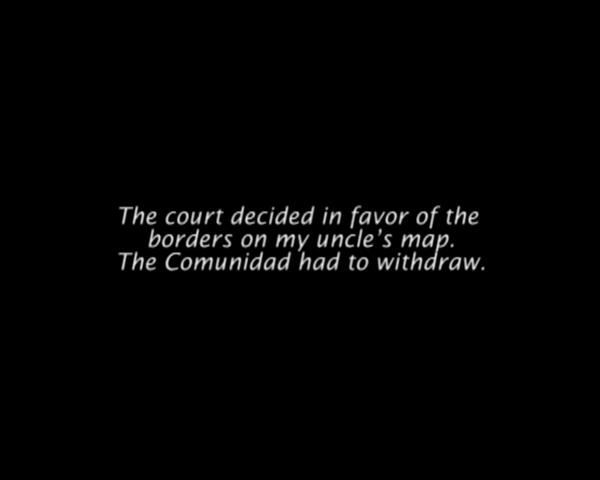 The court decided in favor of the
borders on my uncle's map.
The Comunidad had to withdraw.